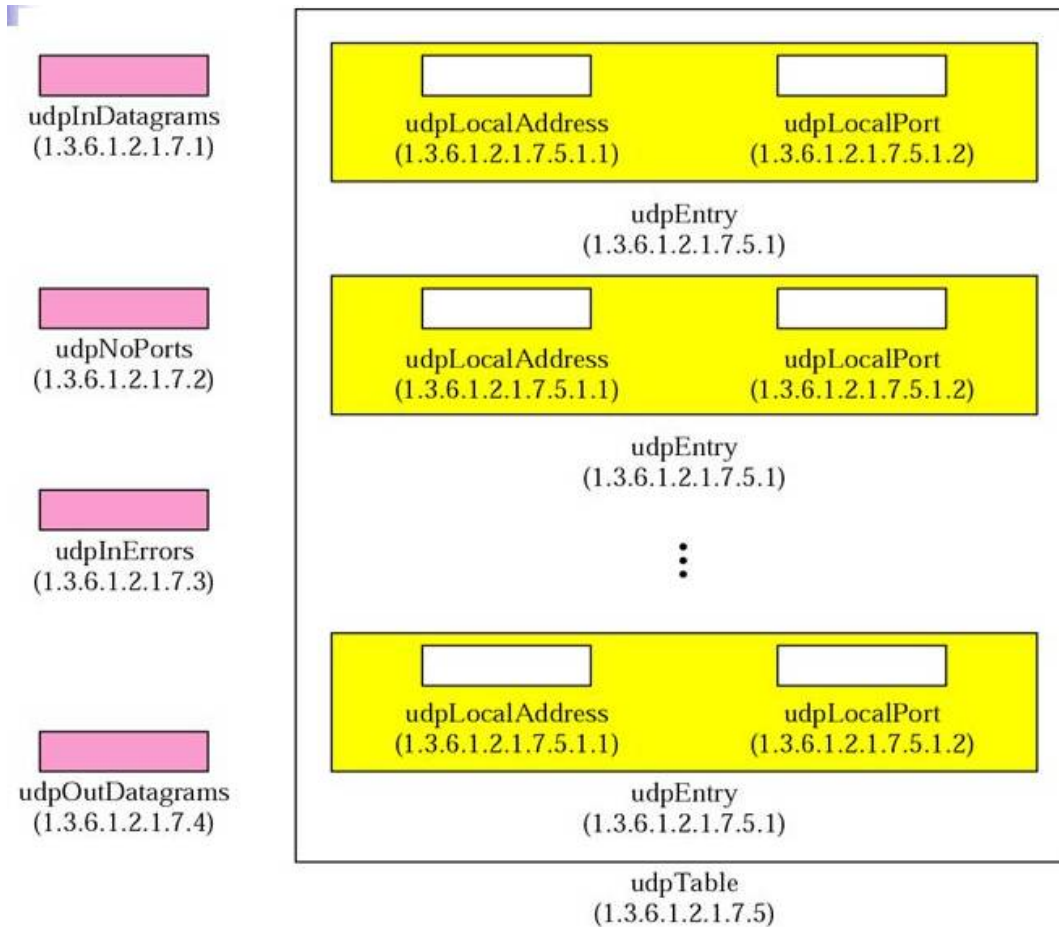 udpInDatagrams
(1.3.6.1.2.1.7.1)
udpNoPorts
(1.3.6.1.2.1.7.2)
udpInErrors
(1.3.6.1.2.1.7.3)
udpOutDatagrams
(1.3.6.1.2.1.7.4)
udpLocalAddress
(1.3.6.1.2.1.7.5.1.1)
udpLocalPort
(1.3.6.1.2.1.7.5.1.2)
udpEntry
(1.3.6.1.2.1.7.5.1)
udpLocalAddress
(1.3.6.1.2.1.7.5.1.1)
udpLocalPort
(1.3.6.1.2.1.7.5.1.2)
udpEntry
(1.3.6.1.2.1.7.5.1)
udpLocalAddress
(1.3.6.1.2.1.7.5.1.1)
udpLocalPort
(1.3.6.1.2.1.7.5.1.2)
udpEntry
(1.3.6.1.2.1.7.5.1)
udpTable
(1.3.6.1.2.1.7.5)